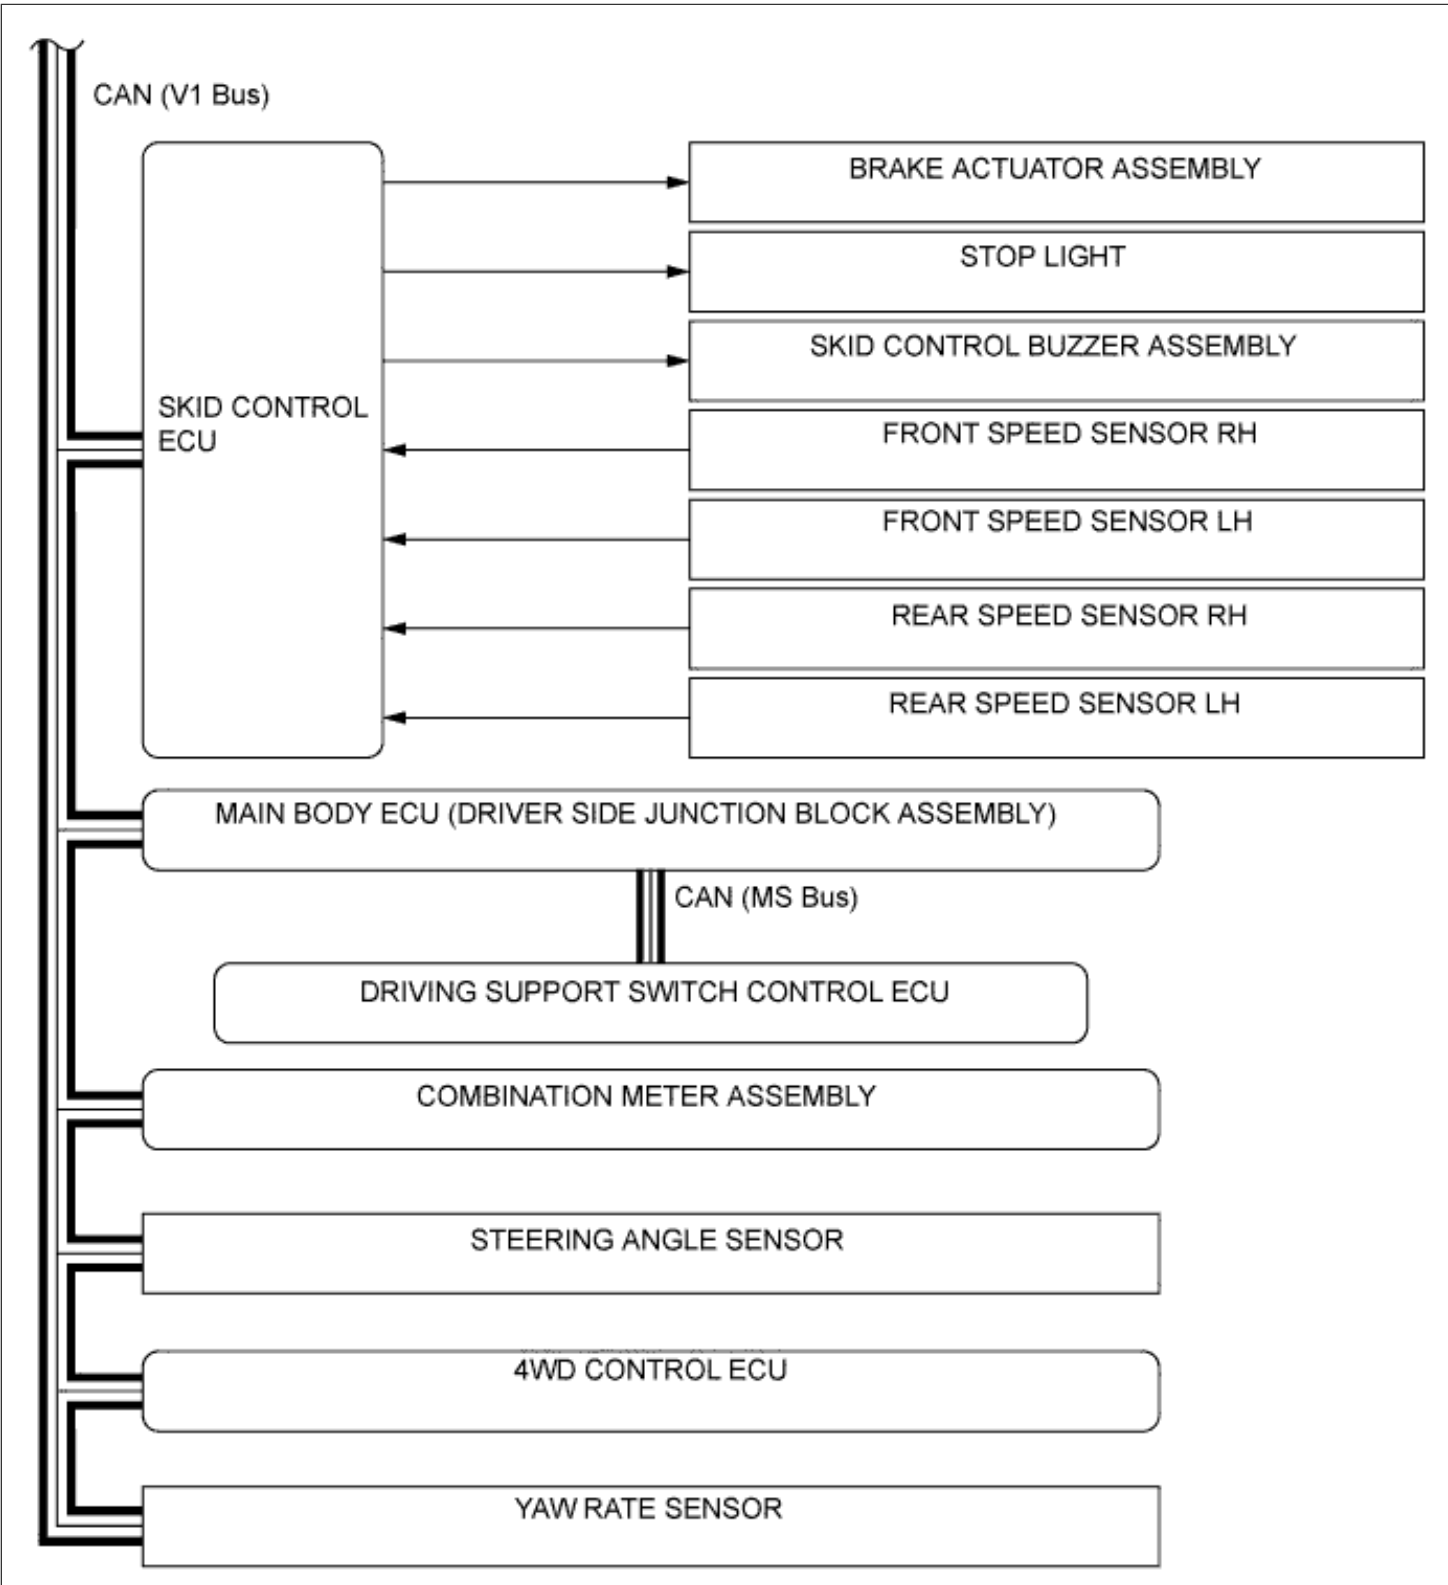 CAN (V1 Bus)
BRAKE ACTUATOR ASSEMBLY
STOP LIGHT
SKID CONTROL BUZZER ASSEMBLY
SKID CONTROL
ECU
FRONT SPEED SENSOR RH
FRONT SPEED SENSOR LH
REAR SPEED SENSOR RH
REAR SPEED SENSOR LH
MAIN BODY ECU (DRIVER SIDE JUNCTION BLOCK ASSEMBLY)
CAN (MS Bus)
DRIVING SUPPORT SWITCH CONTROL ECU
COMBINATION METER ASSEMBLY
STEERING ANGLE SENSOR
4WD CONTROL ECU
YAW RATE SENSOR